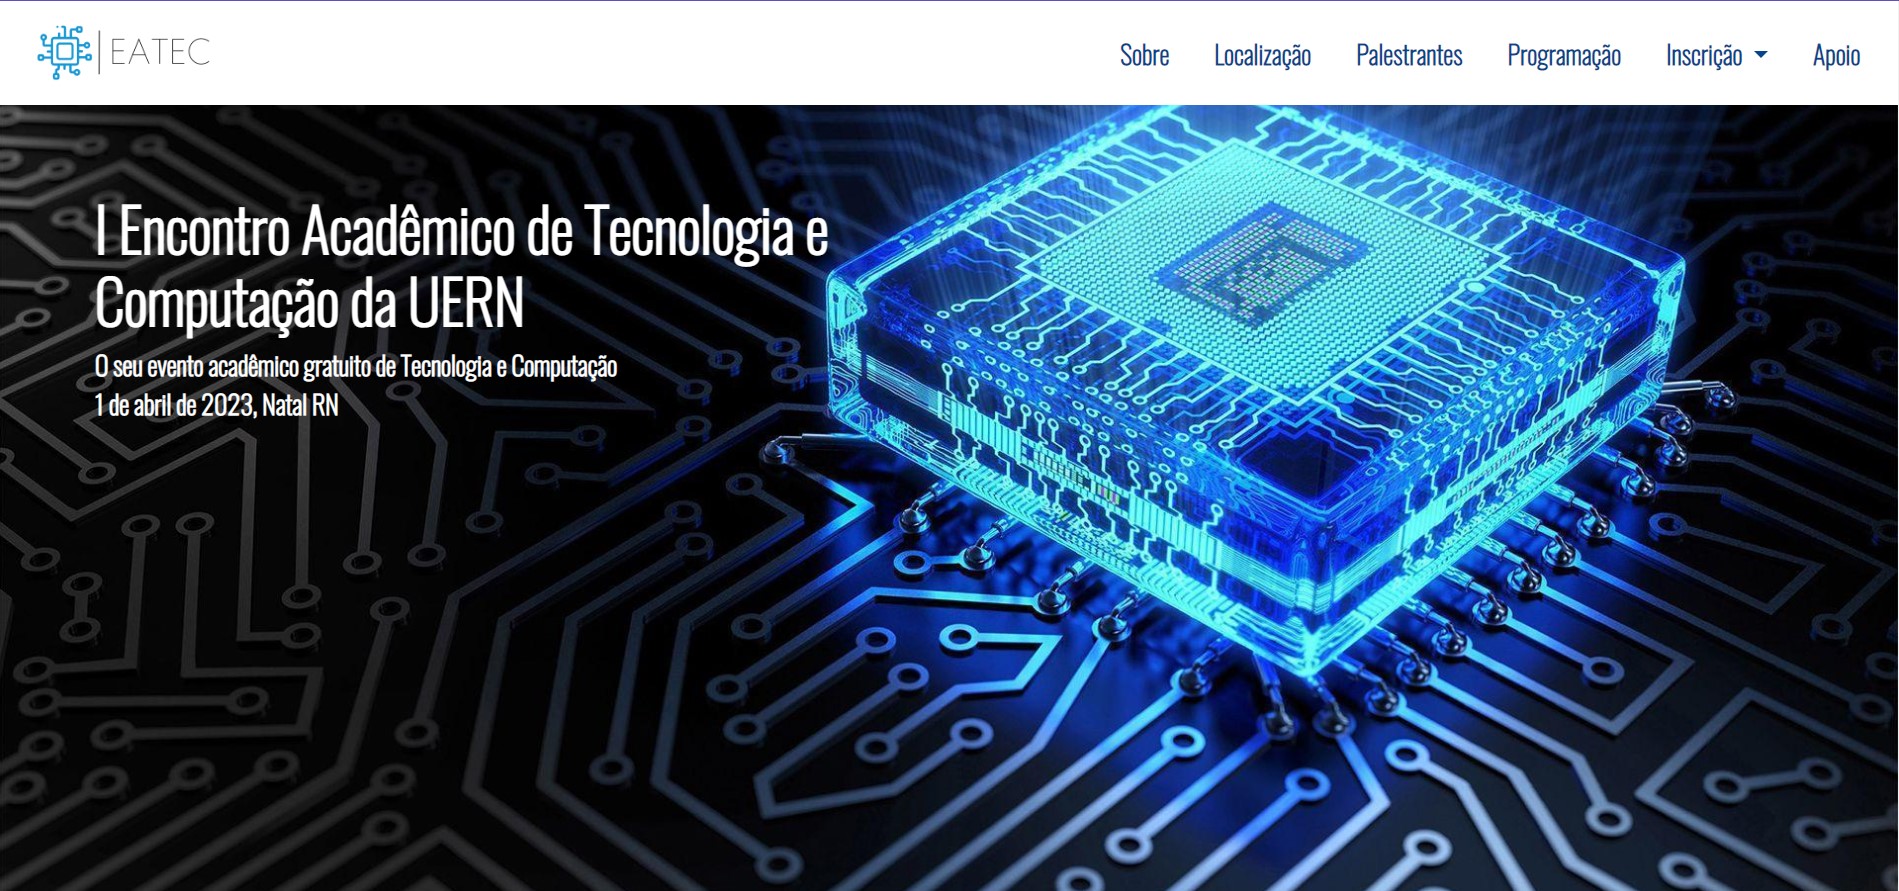 EATEC
Sobre Localização Palestrantes Programação Inscrição Apoio
I Encontro Acadêmico de Tecnologia e
Computação da UERN
O seu evento acadêmico gratuito de Tecnologia e Computação
1 de abril de 2023, Natal RN